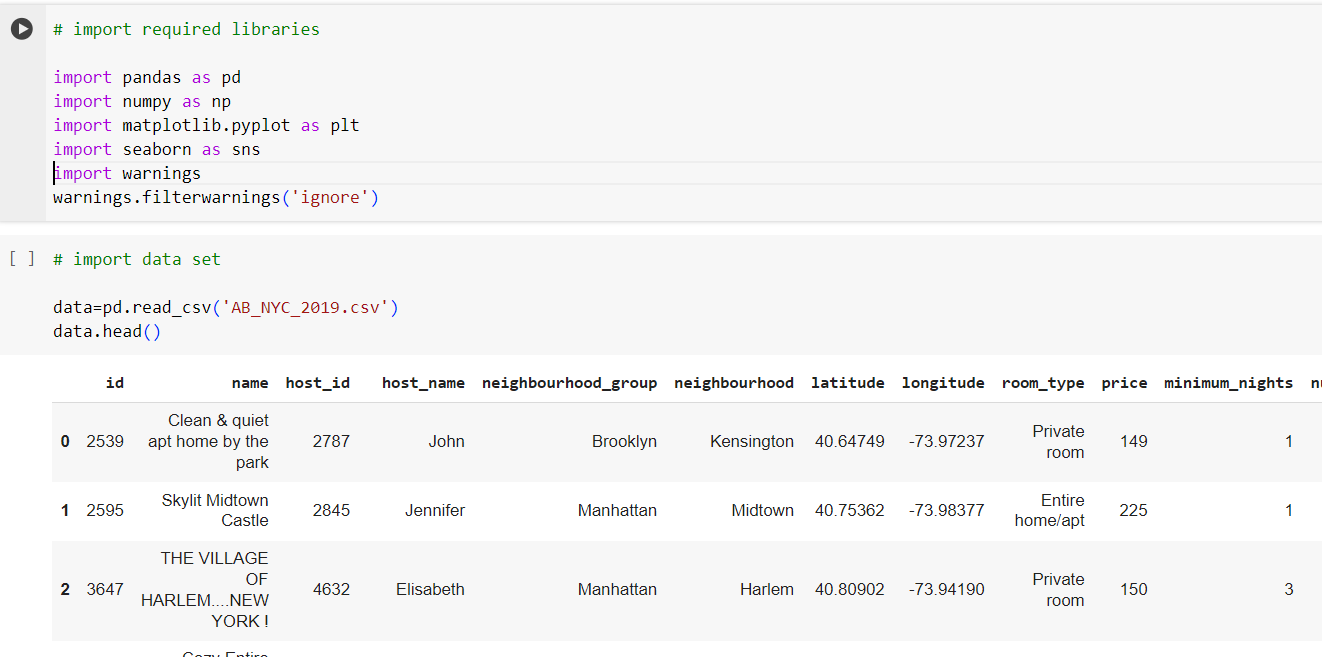 # import required libraries
import pandas as pd
import numpy as np
import matplotlib.pyplot as plt
import seaborn as sns
import warnings
warnings.filterwarnings('ignore')
[ ] # import data set
data=pd.read_csv('AB_NYC_2019.csv')
data.head()
id name host_id host_name neighbourhood_group neighbourhood latitude longitude room_type price minimum_nights
0 2539 Clean & quiet apt home by the park 2787 John Brooklyn Kensington 40.64749 -73.97237 Private room 149 1
1 2595 Skylit Midtown Castle 2845 Jennifer Manhattan Midtown 40.75362 -73.98377 Entire home/apt 225 1
2 3647 THE VILLAGE OF HARLEM....NEW YORK ! 4632 Elisabeth Manhattan Harlem 40.80902 -73.94190 Private room 150 3